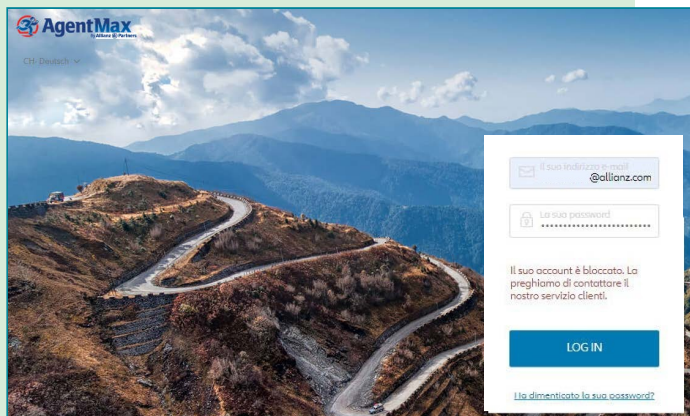 AgentMax
by Allianz Partners
CH- Deutsch
Il suo indirizzo e-mail
@allianz.com
La sua password
Il suo account è bloccato. La
preghiamo di contattare il
nostro servizio clienti.
LOG IN
Ha dimenticato la sua password?